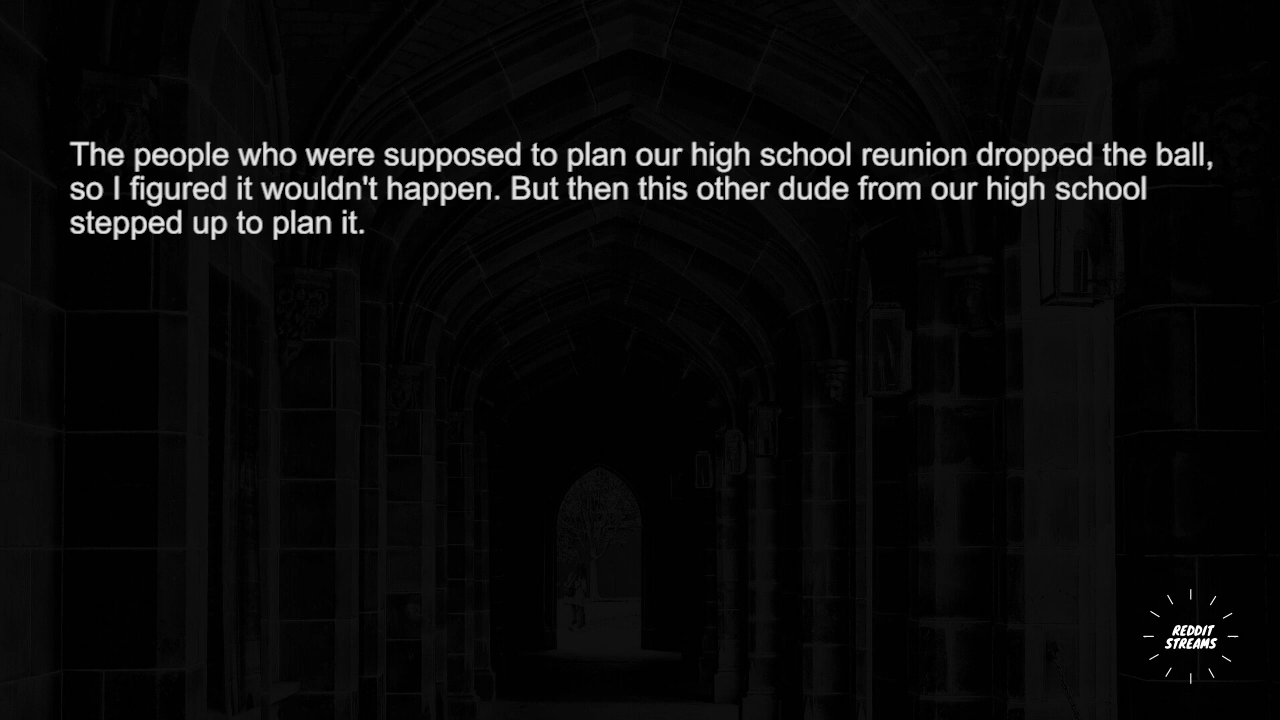 The people who were supposed to plan our high school reunion dropped the ball,
so I figured it wouldn't happen. But then this other dude from our high school
stepped up to plan it.
REDDIT
STREAMS